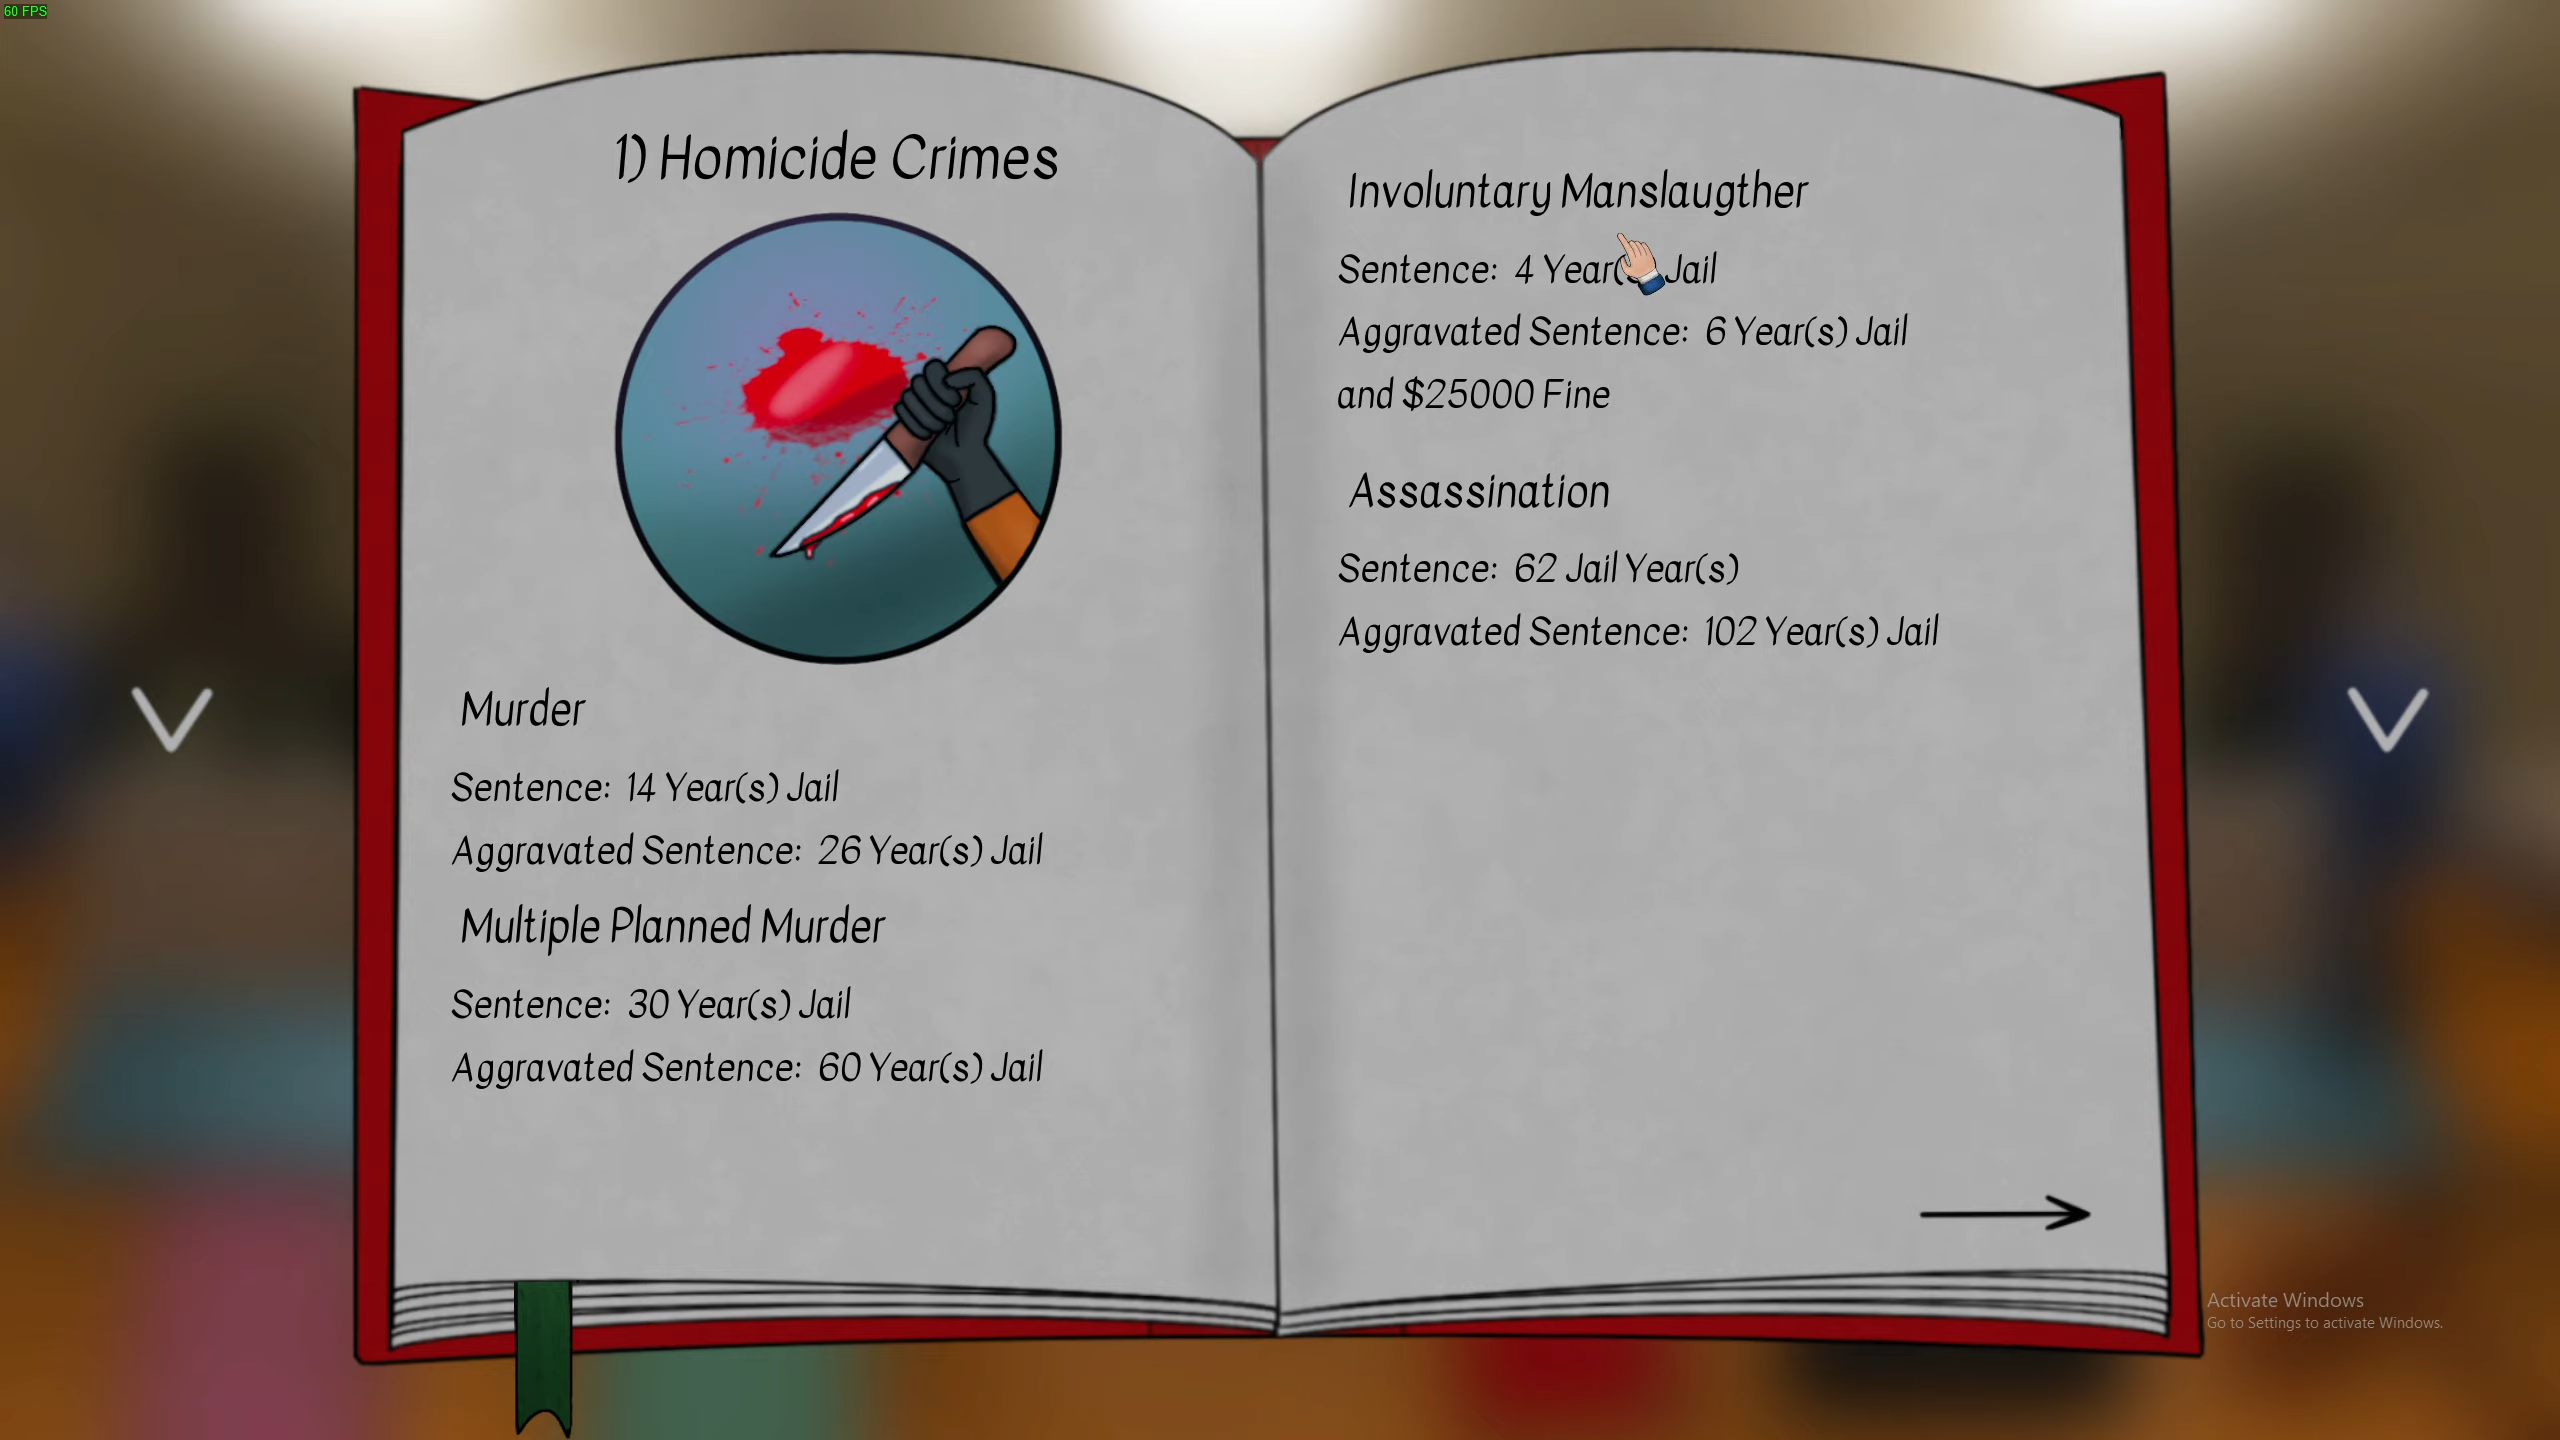 60 FPS
1) Homicide Crimes
Murder
Sentence: 14 Year(s) Jail
Aggravated Sentence: 26 Year(s) Jail
Multiple Planned Murder
Sentence: 30 Year(s) Jail
Aggravated Sentence: 60 Year(s) Jail
Involuntary Manslaugther
Sentence: 4 Year(s) Jail
Aggravated Sentence: 6 Year(s) Jail
and $25000 Fine
Assassination
Sentence: 62 Jail Year(s)
Aggravated Sentence: 102 Year(s) Jail
Activate Windows
Go to Settings to activate Windows.